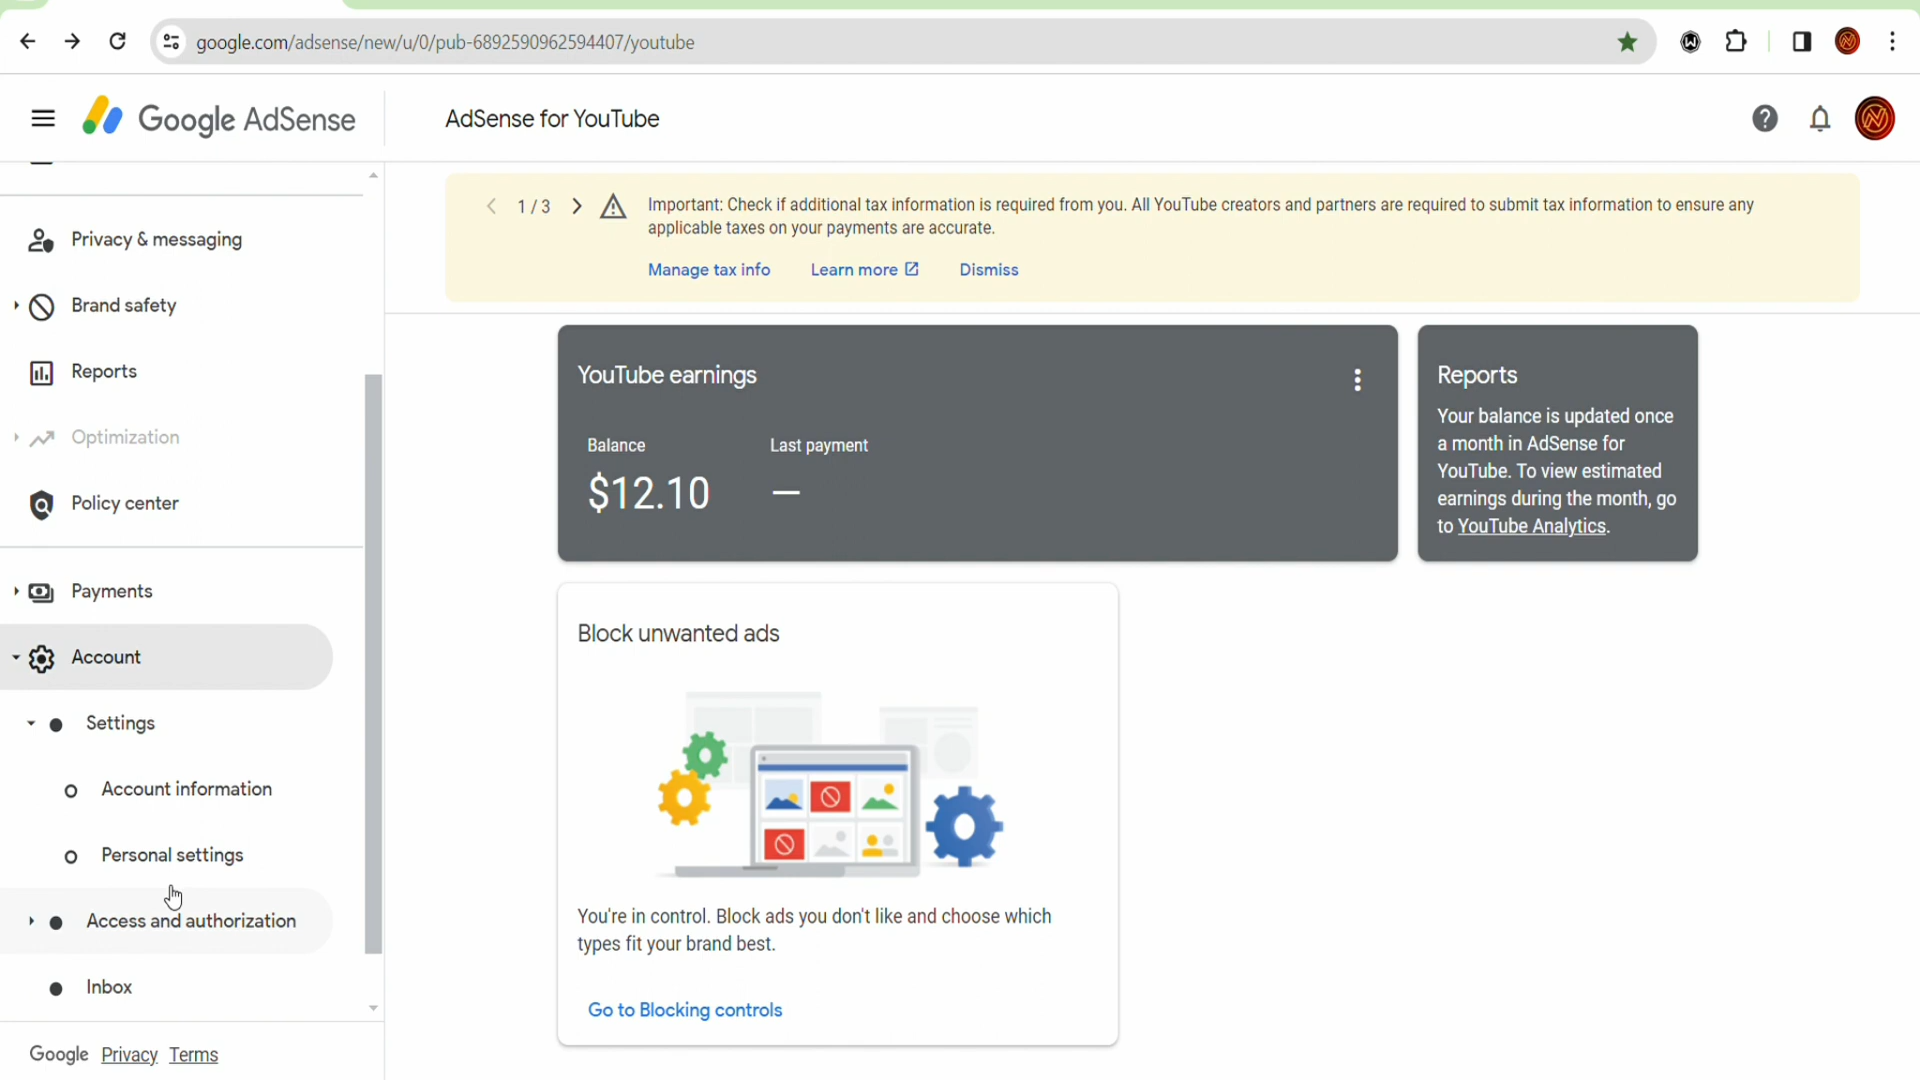 google.com/adsense/new/u/0/pub-6892590962594407/youtube
Google AdSense
AdSense for YouTube
1 / 3
Important: Check if additional tax information is required from you. All YouTube creators and partners are required to submit tax information to ensure any
applicable taxes on your payments are accurate.
Manage tax info Learn more Dismiss
Privacy & messaging
Brand safety
Reports
Optimization
Policy center
Payments
Account
Settings
Account information
Personal settings
Access and authorization
Inbox
Google Privacy Terms
YouTube earnings
Balance Last payment
$12.10 —
Reports
Your balance is updated once
a month in AdSense for
YouTube. To view estimated
earnings during the month, go
to YouTube Analytics.
Block unwanted ads
You're in control. Block ads you don't like and choose which
types fit your brand best.
Go to Blocking controls